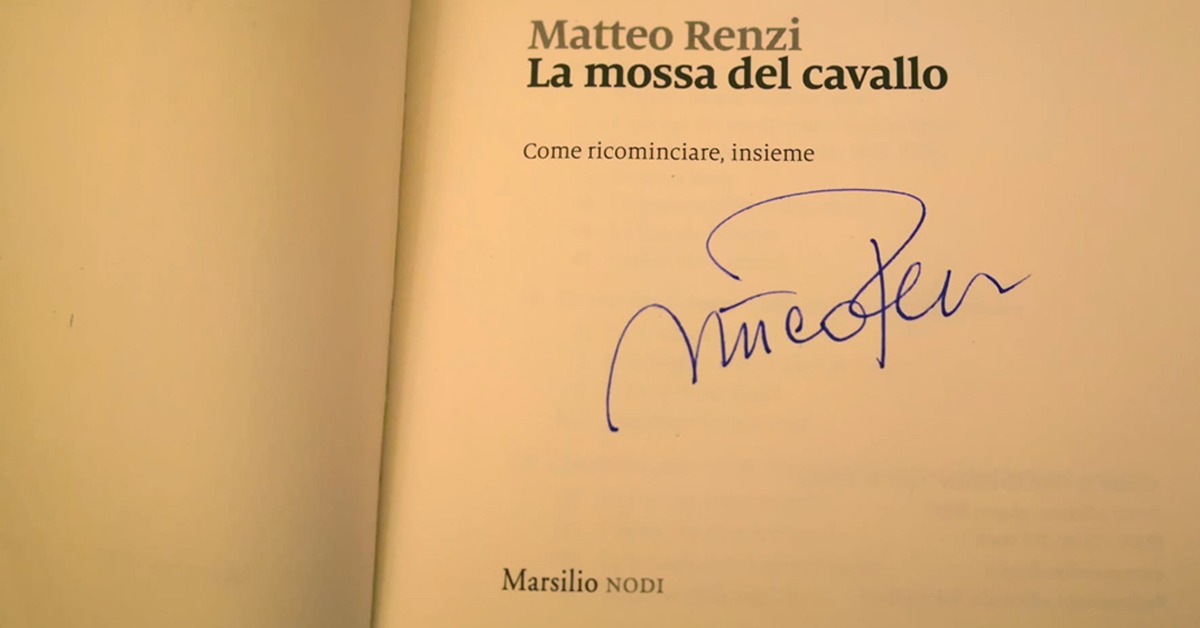 Matteo Renzi
La mossa del cavallo
Come ricominciare, insieme
Marsilio NODI